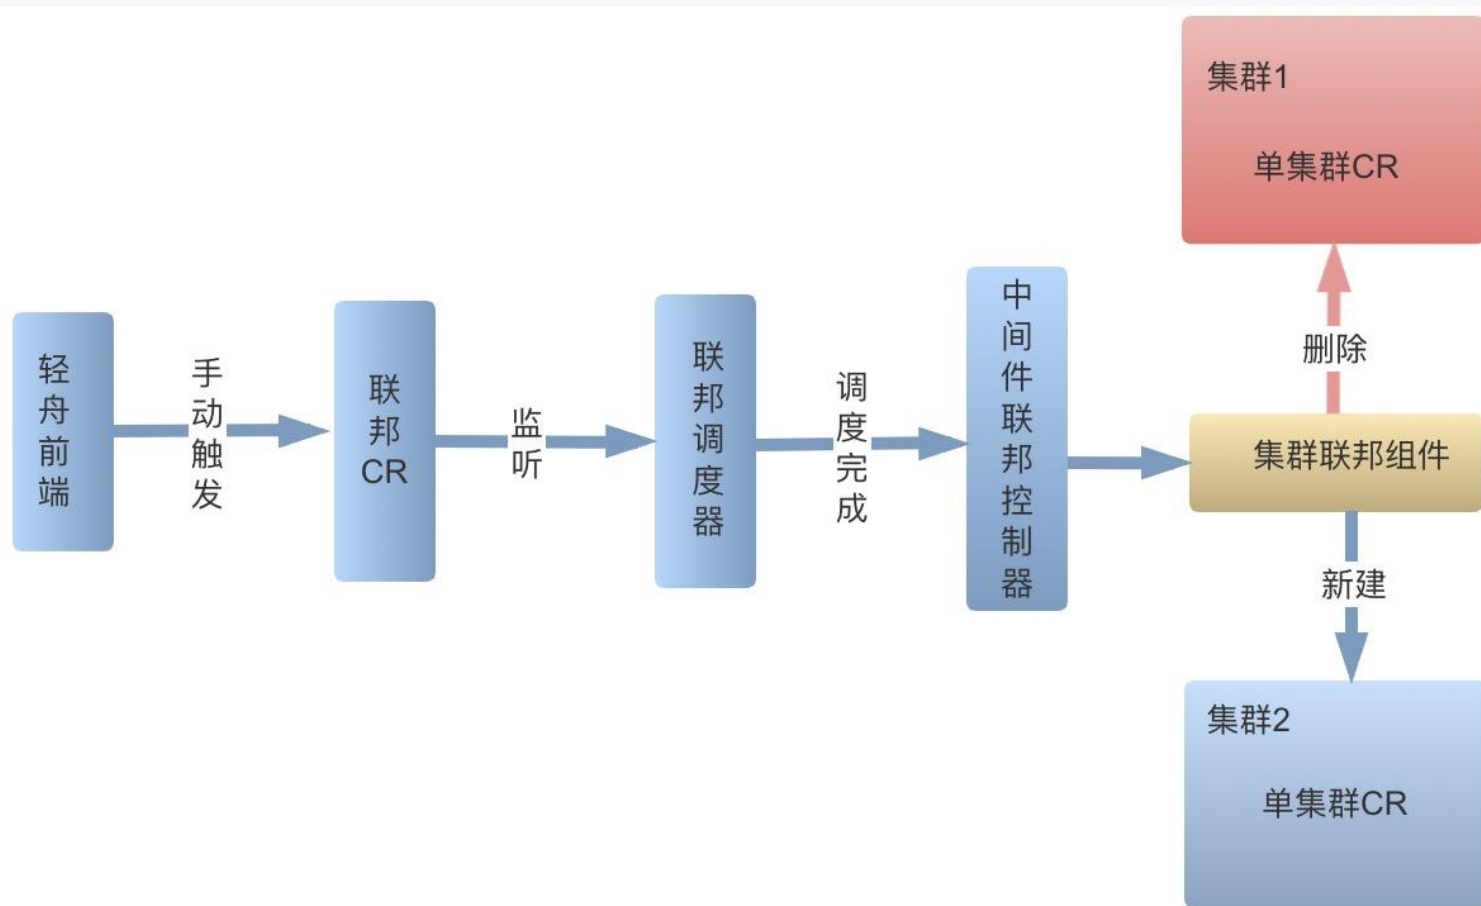 轻舟前端
手动触发
联邦
CR
监听
联邦调度器
调度完成
中间件联邦控制器
集群1
单集群CR
删除
集群联邦组件
新建
集群2
单集群CR